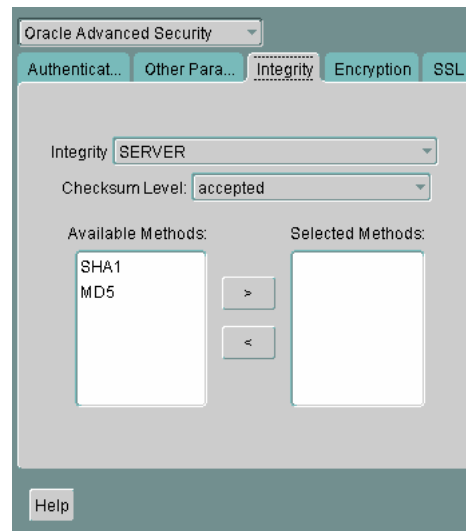 Oracle Advanced Security
Authenticat... Other Para... Integrity Encryption SSL
Integrity SERVER
Checksum Level: accepted
Available Methods: Selected Methods:
SHA1
MD5
>
<
Help